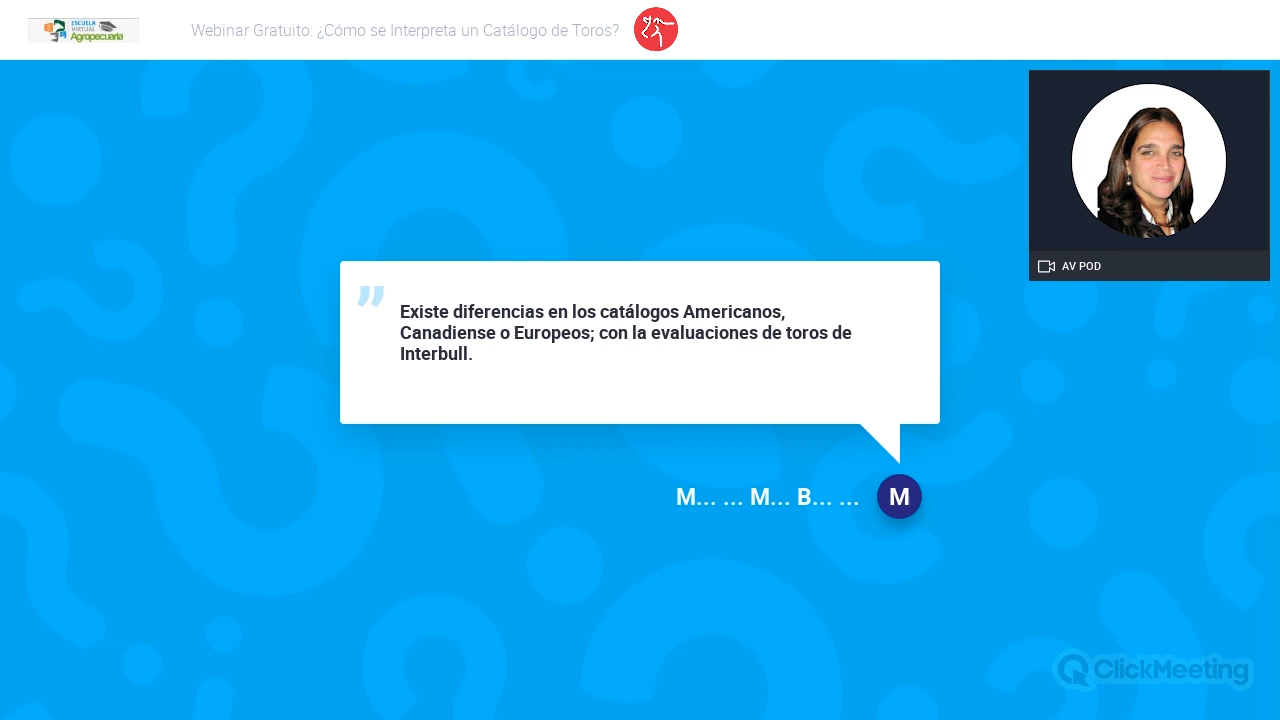 ESCUELA
VIRTUAL
Agropecuaria
Webinar Gratuito: ¿Cómo se Interpreta un Catálogo de Toros?
AV POD
”
Existe diferencias en los catálogos Americanos,
Canadiense o Europeos; con la evaluaciones de toros de
Interbull.
M... ... M... B... ...
M
ClickMeeting